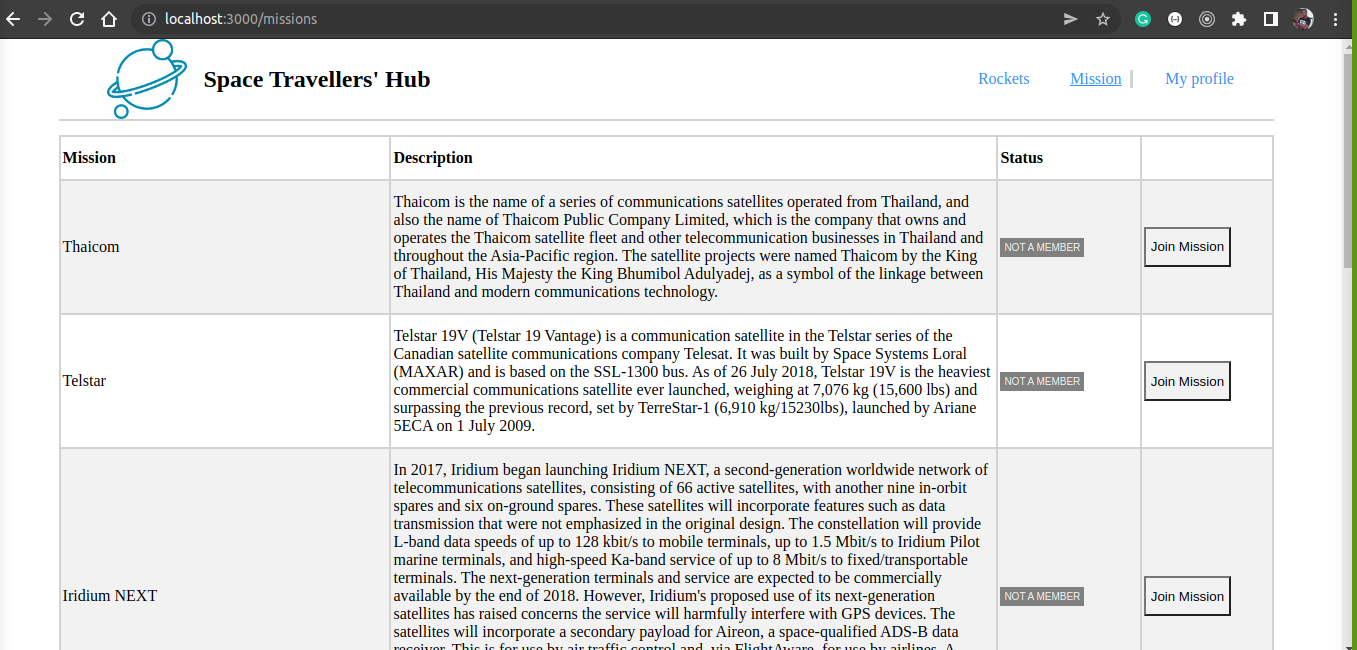 localhost:3000/missions
Space Travellers' Hub
Rockets
Mission
My profile
Mission
Description
Status
Thaicom
Thaicom is the name of a series of communications satellites operated from Thailand, and
also the name of Thaicom Public Company Limited, which is the company that owns and
operates the Thaicom satellite fleet and other telecommunication businesses in Thailand and
throughout the Asia-Pacific region. The satellite projects were named Thaicom by the King
of Thailand, His Majesty the King Bhumibol Adulyadej, as a symbol of the linkage between
Thailand and modern communications technology.
NOT A MEMBER
Join Mission
Telstar
Telstar 19V (Telstar 19 Vantage) is a communication satellite in the Telstar series of the
Canadian satellite communications company Telesat. It was built by Space Systems Loral
(MAXAR) and is based on the SSL-1300 bus. As of 26 July 2018, Telstar 19V is the heaviest
commercial communications satellite ever launched, weighing at 7,076 kg (15,600 lbs) and
surpassing the previous record, set by TerreStar-1 (6,910 kg/15230lbs), launched by Ariane
5ECA on 1 July 2009.
NOT A MEMBER
Join Mission
Iridium NEXT
In 2017, Iridium began launching Iridium NEXT, a second-generation worldwide network of
telecommunications satellites, consisting of 66 active satellites, with another nine in-orbit
spares and six on-ground spares. These satellites will incorporate features such as data
transmission that were not emphasized in the original design. The constellation will provide
L-band data speeds of up to 128 kbit/s to mobile terminals, up to 1.5 Mbit/s to Iridium Pilot
marine terminals, and high-speed Ka-band service of up to 8 Mbit/s to fixed/transportable
terminals. The next-generation terminals and service are expected to be commercially
available by the end of 2018. However, Iridium's proposed use of its next-generation
satellites has raised concerns the service will harmfully interfere with GPS devices. The
satellites will incorporate a secondary payload for Aireon, a space-qualified ADS-B data
receiver. This is for use by air traffic control and, via FlightAware, for use by airlines. A
NOT A MEMBER
Join Mission